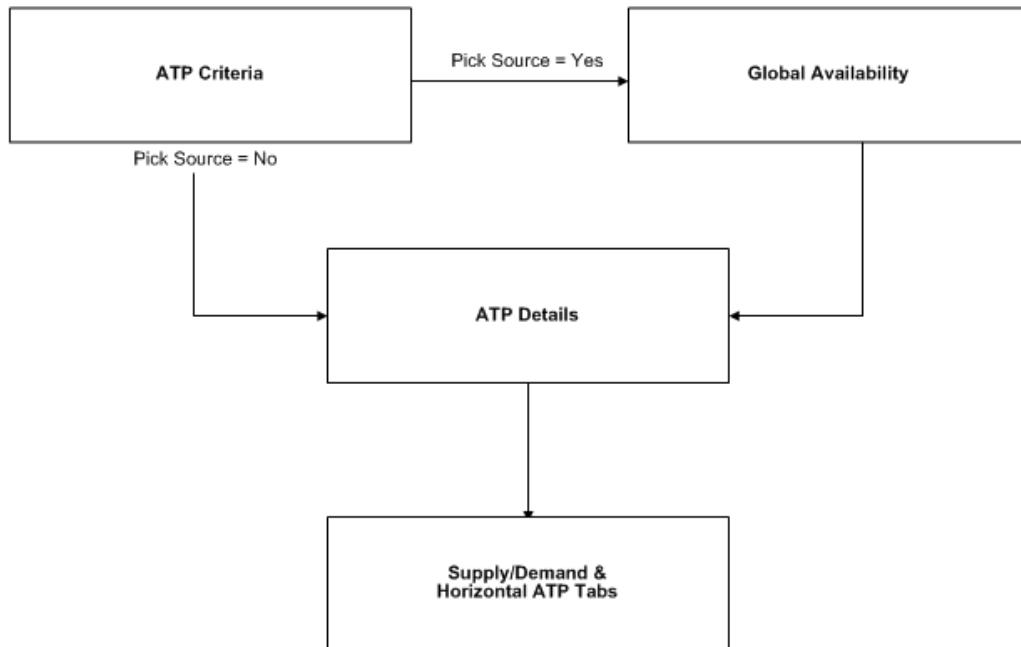 ATP Criteria
Pick Source = Yes
Global Availability
Pick Source = No
ATP Details
Supply/Demand &
Horizontal ATP Tabs